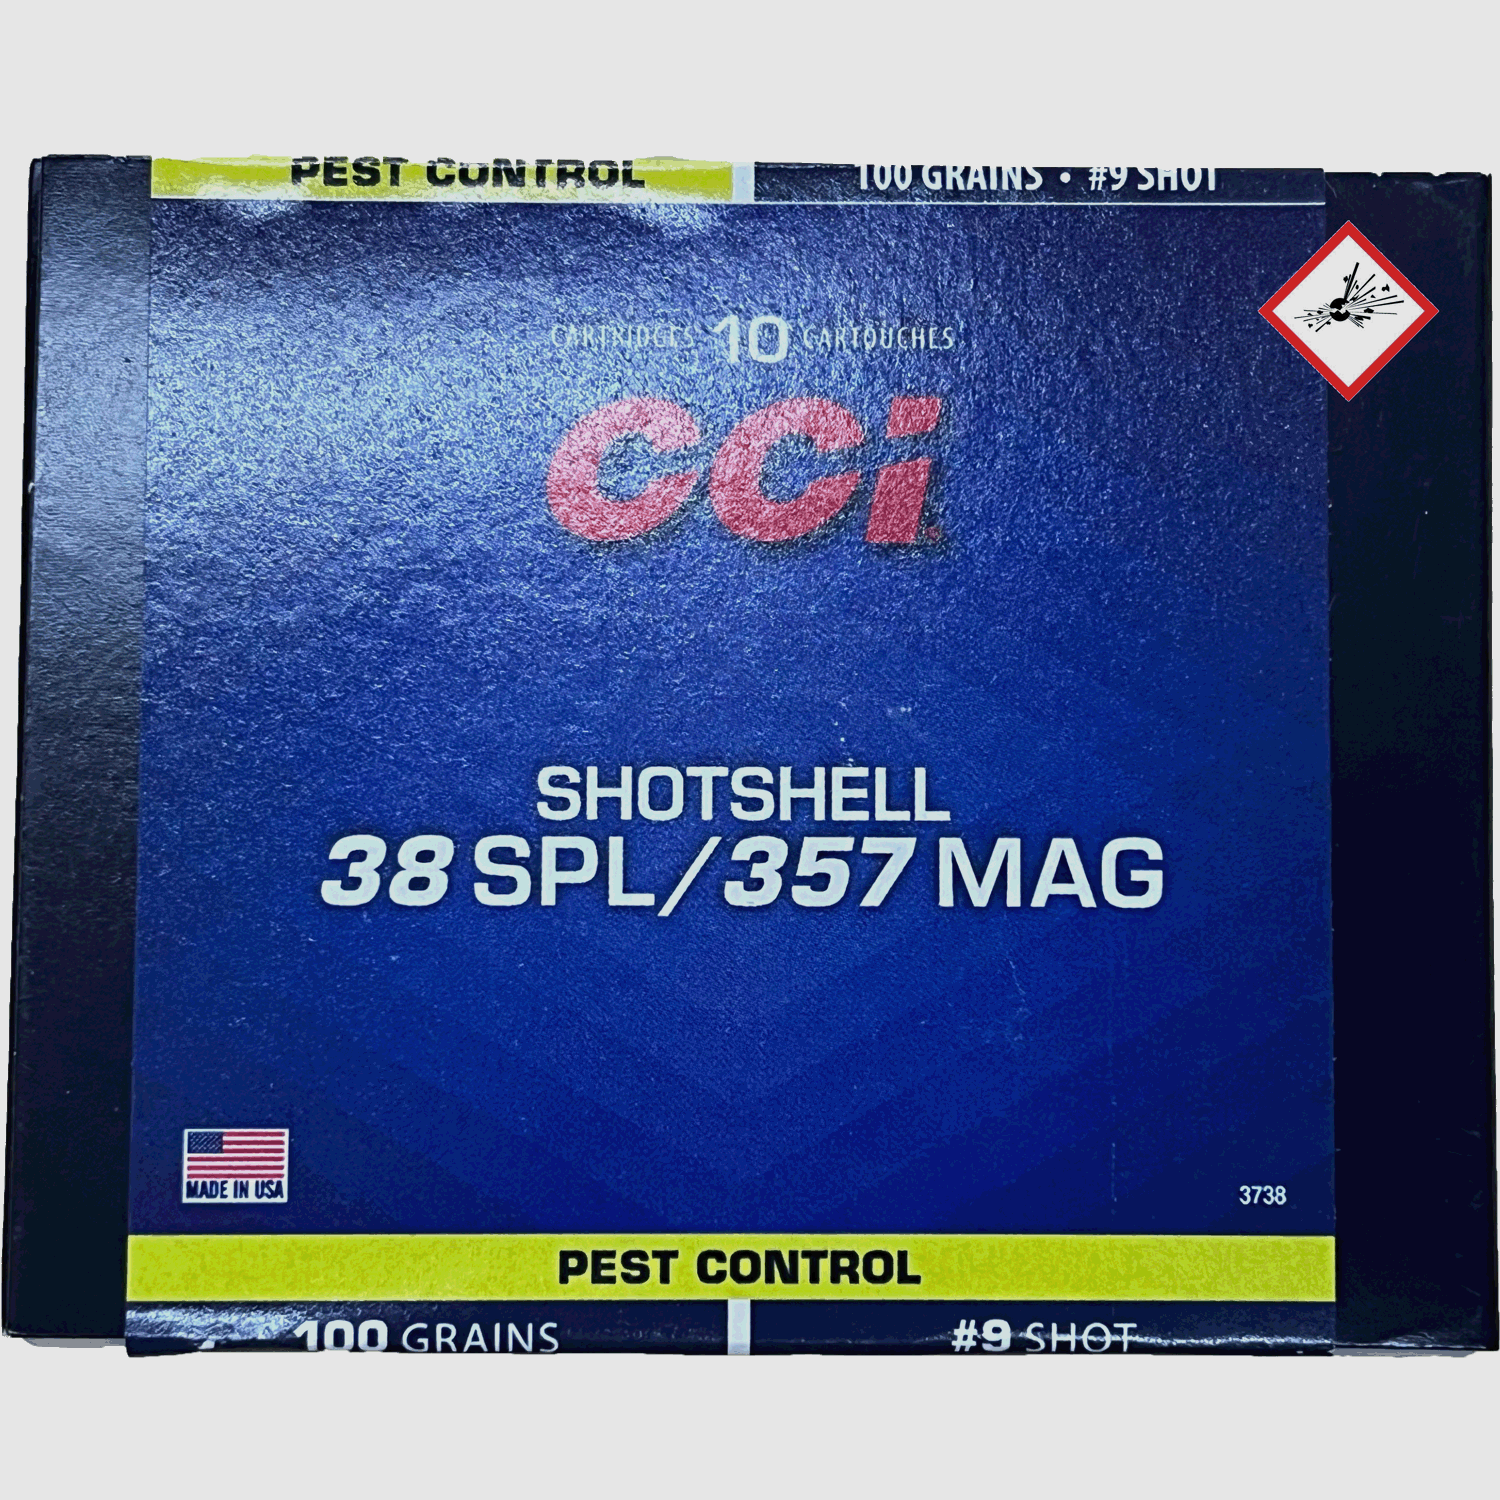 PEST CONTROL
100 GRAINS • #9 SHOT
CARTRIDGES 10 CARTOUCHES
CCI
SHOTSHELL
38 SPL/357 MAG
MADE IN USA
3738
PEST CONTROL
100 GRAINS
#9 SHOT